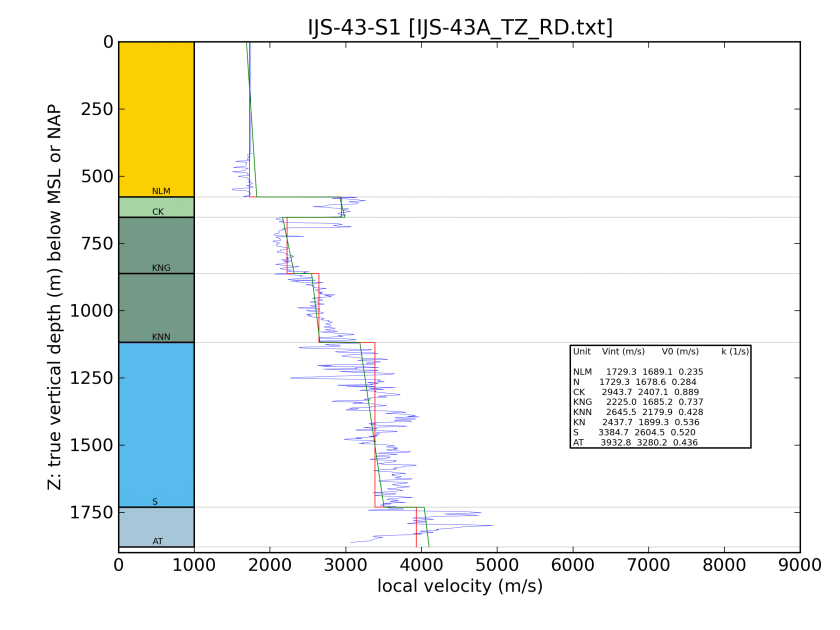 IJS-43-S1 [IJS-43A_TZ_RD.txt]
Z: true vertical depth (m) below MSL or NAP
0
250
500
750
1000
1250
1500
1750
NLM
CK
KNG
KNN
S
AT
Unit Vint (m/s) V0 (m/s) k (1/s)
NLM 1729.3 1689.1 0.235
N 1729.3 1678.6 0.284
CK 2943.7 2407.1 0.889
KNG 2225.0 1685.2 0.737
KNN 2645.5 2179.9 0.428
KN 2437.7 1899.3 0.536
S 3384.7 2604.5 0.520
AT 3932.8 3280.2 0.436
0 1000 2000 3000 4000 5000 6000 7000 8000 9000
local velocity (m/s)